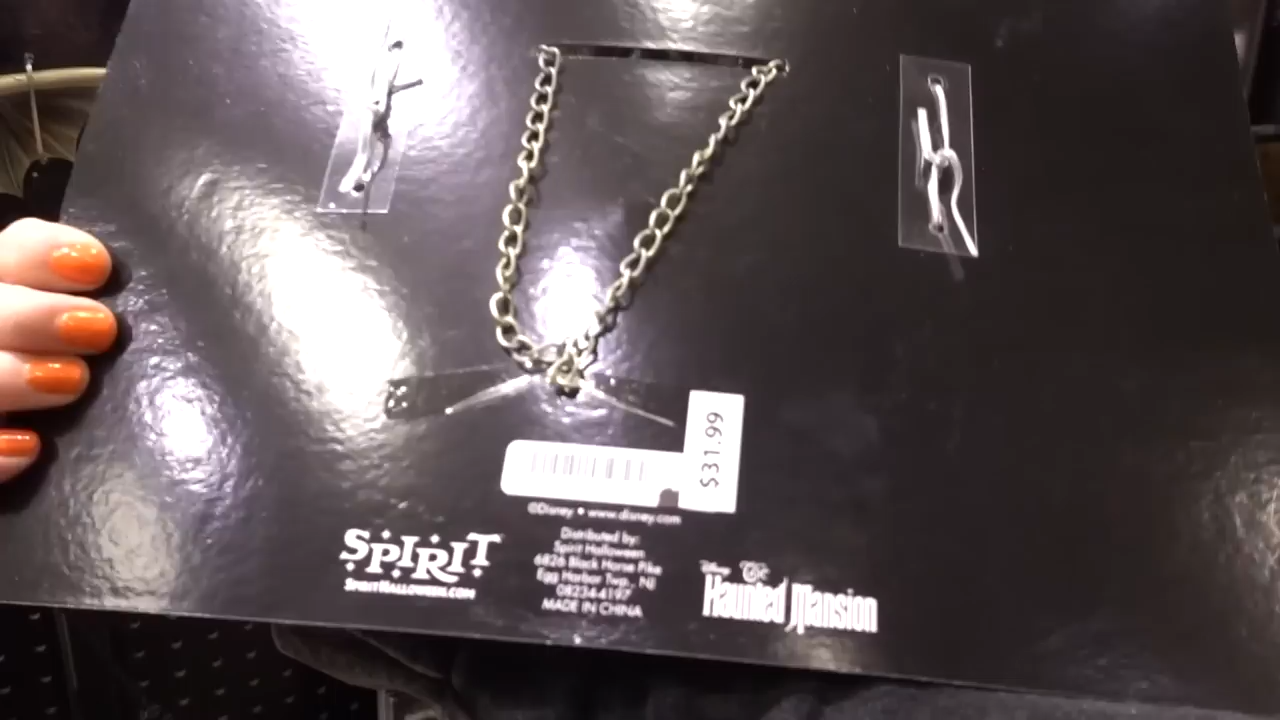 $31.99
©Disney • www.disney.com
SPIRIT
SPIRITHALLOWEEN.COM
Distributed by:
Spirit Halloween
6826 Black Horse Pike
Egg Harbor Twp., NJ
08234-4197
MADE IN CHINA
Disney The
Haunted Mansion